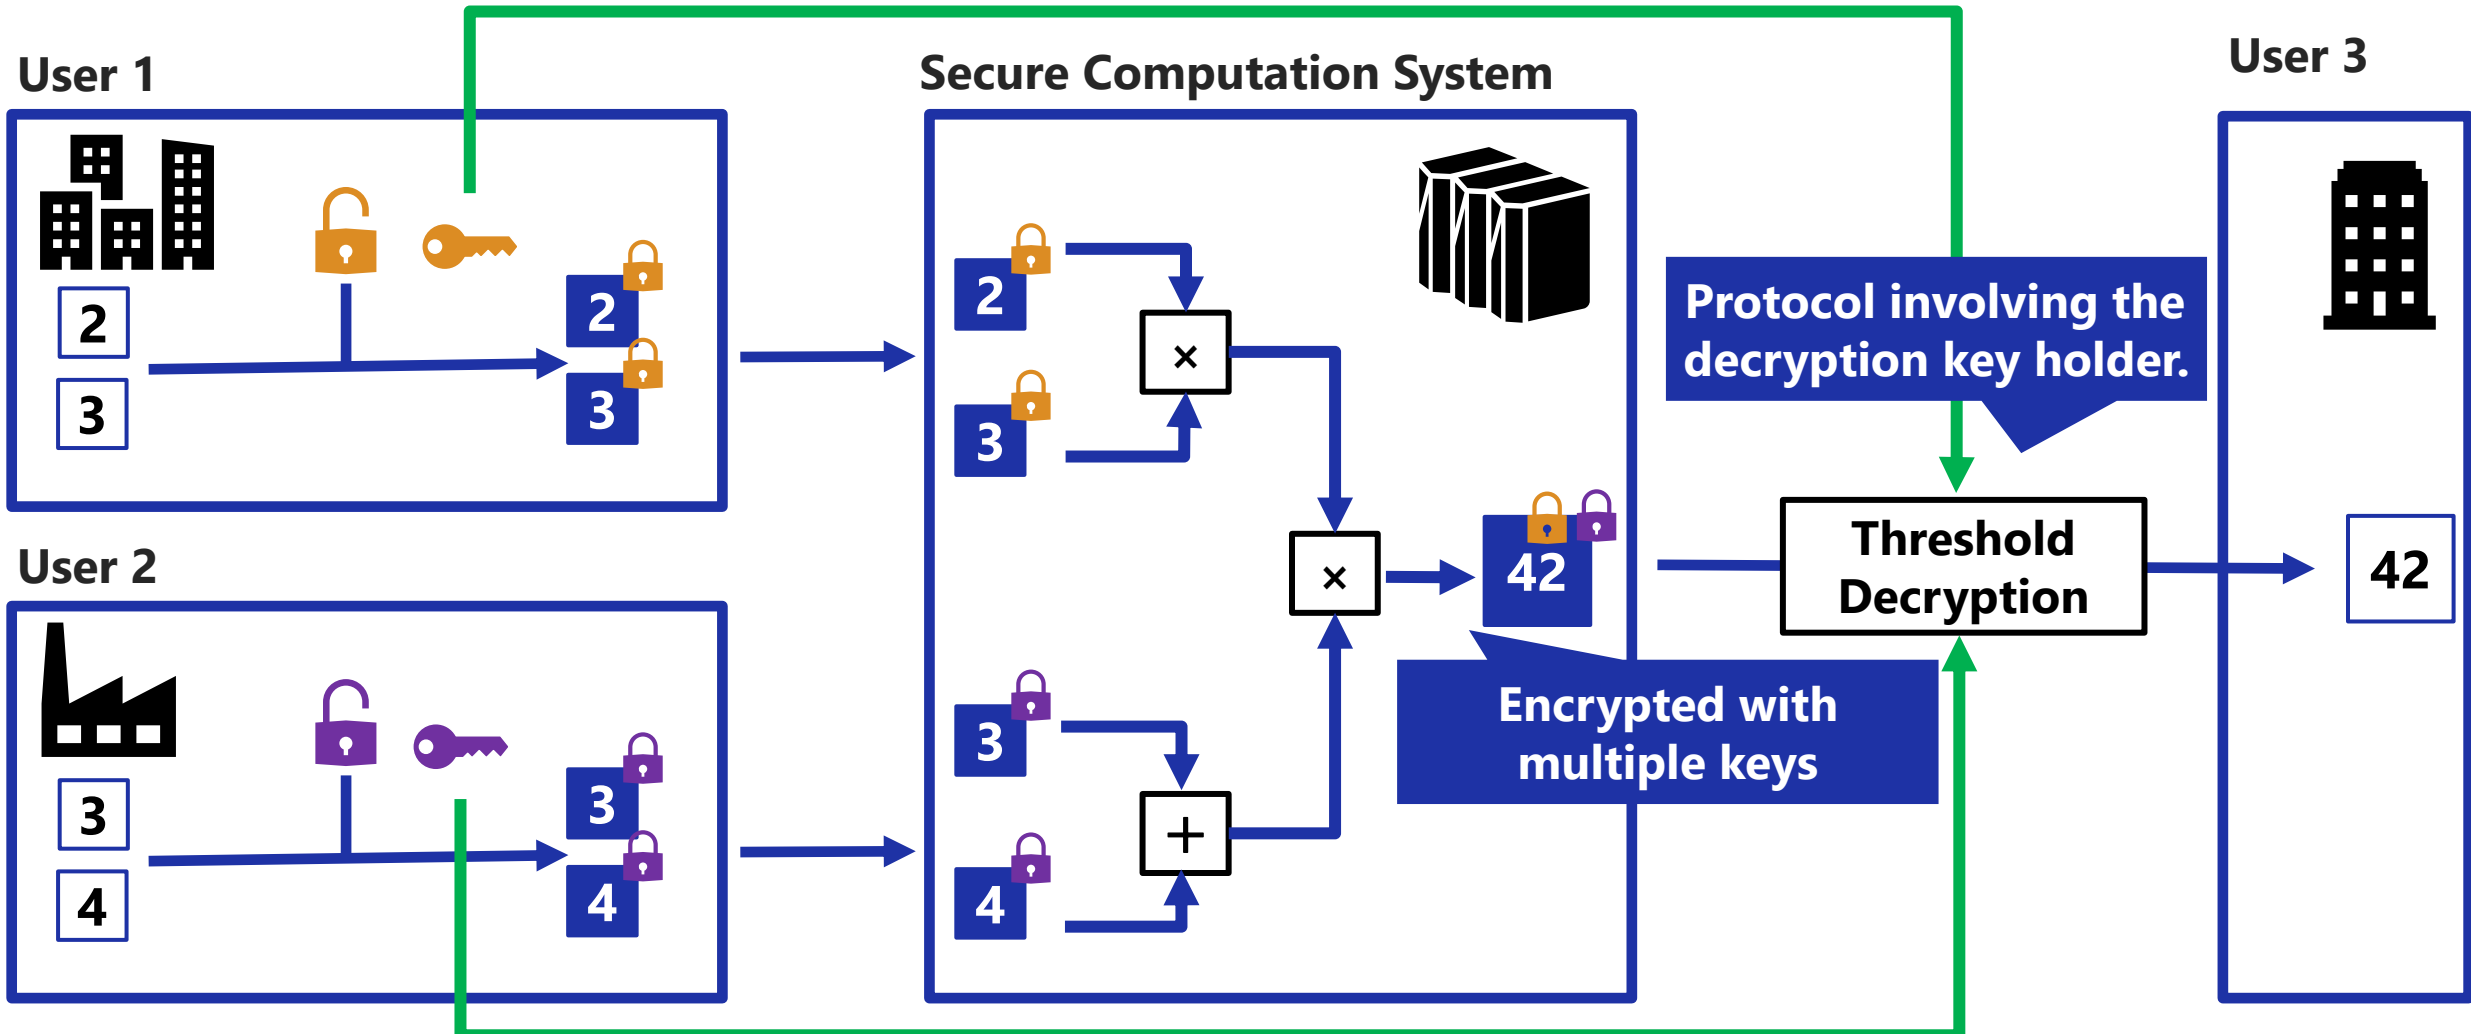 User 1
2
3
2
3
User 2
3
4
3
4
Secure Computation System
2
3
×
×
3
4
+
42
Encrypted with
multiple keys
Protocol involving the
decryption key holder.
Threshold
Decryption
User 3
42